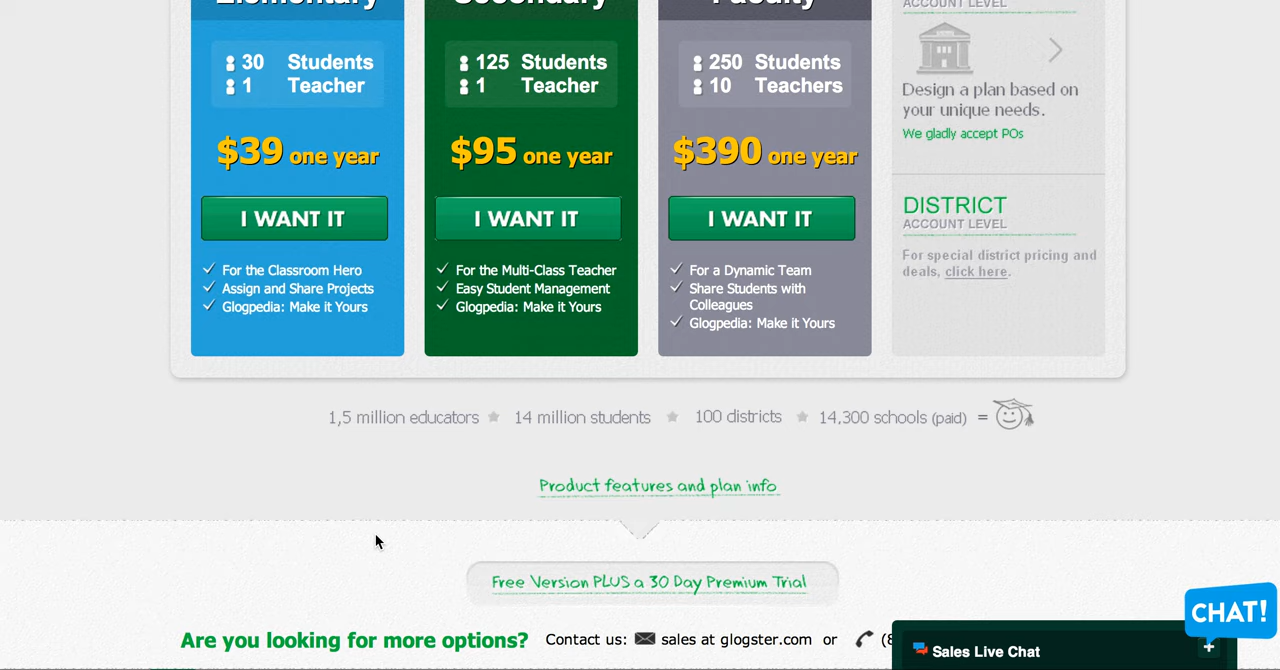 Elementary
30 Students
1 Teacher
$39 one year
I WANT IT
For the Classroom Hero
Assign and Share Projects
Glogpedia: Make it Yours
Secondary
125 Students
1 Teacher
$95 one year
I WANT IT
For the Multi-Class Teacher
Easy Student Management
Glogpedia: Make it Yours
Faculty
250 Students
10 Teachers
$390 one year
I WANT IT
For a Dynamic Team
Share Students with
Colleagues
Glogpedia: Make it Yours
ACCOUNT LEVEL
Design a plan based on
your unique needs.
We gladly accept POs
DISTRICT
ACCOUNT LEVEL
For special district pricing and
deals, click here.
1,5 million educators 14 million students 100 districts 14,300 schools (paid) =
Product features and plan info
Free Version PLUS a 30 Day Premium Trial
Are you looking for more options? Contact us: sales at glogster.com or (8
CHAT!
Sales Live Chat +